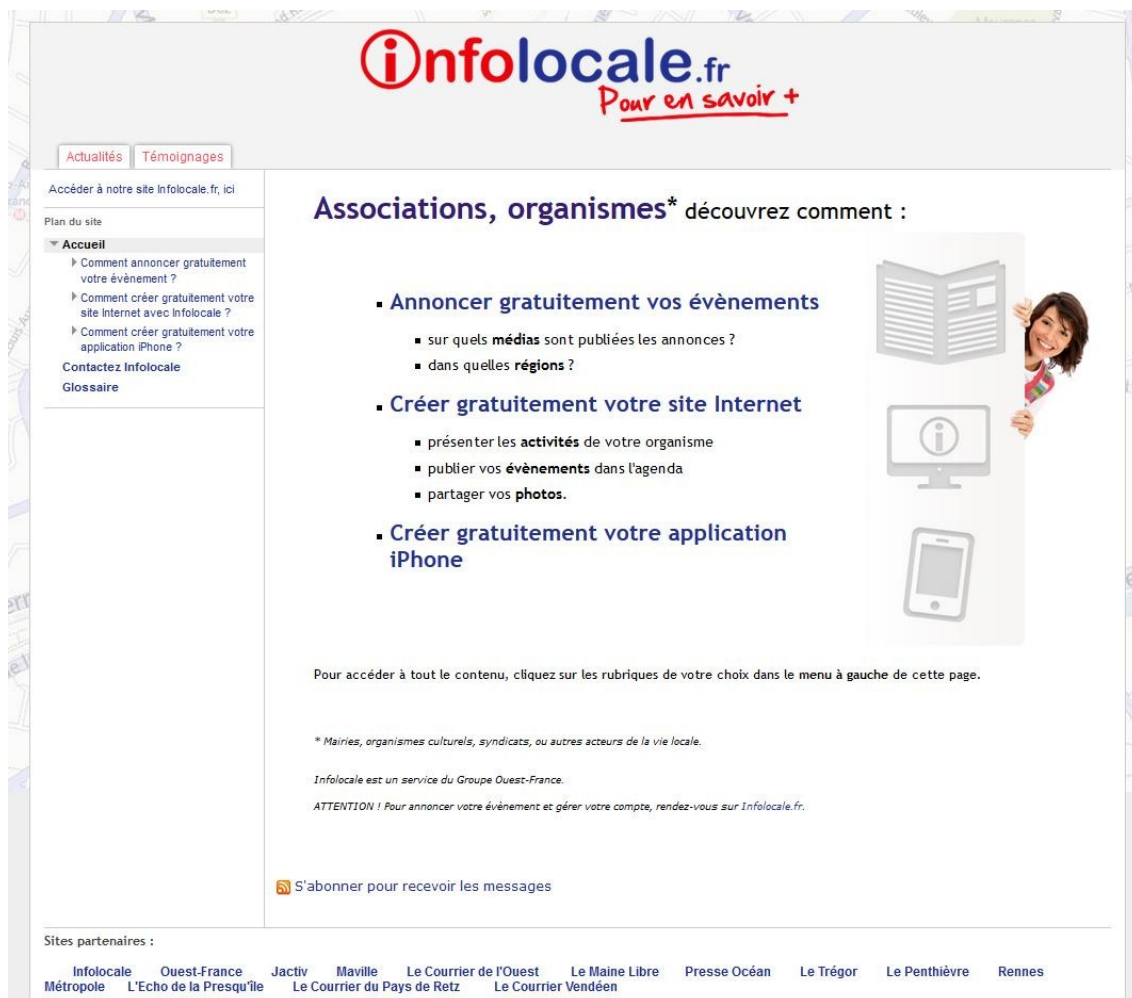 infolocale.fr
Pour en savoir +
Actualités Témoignages
Accéder à notre site Infolocale.fr, ici
Plan du site
Accueil
Comment annoncer gratuitement
votre évènement ?
Comment créer gratuitement votre
site Internet avec Infolocale ?
Comment créer gratuitement votre
application iPhone ?
Contactez Infolocale
Glossaire
Associations, organismes* découvrez comment :
Annoncer gratuitement vos évènements
sur quels médias sont publiées les annonces ?
dans quelles régions ?
Créer gratuitement votre site Internet
présenter les activités de votre organisme
publier vos évènements dans l'agenda
partager vos photos.
Créer gratuitement votre application
iPhone
Pour accéder à tout le contenu, cliquez sur les rubriques de votre choix dans le menu à gauche de cette page.
* Mairies, organismes culturels, syndicats, ou autres acteurs de la vie locale.
Infolocale est un service du Groupe Ouest-France.
ATTENTION ! Pour annoncer votre évènement et gérer votre compte, rendez-vous sur Infolocale.fr.
S'abonner pour recevoir les messages
Sites partenaires :
Infolocale Ouest-France Jactiv Maville Le Courrier de l'Ouest Le Maine Libre Presse Océan Le Trégor Le Penthièvre Rennes
Métropole L'Echo de la Presqu'île Le Courrier du Pays de Retz Le Courrier Vendéen